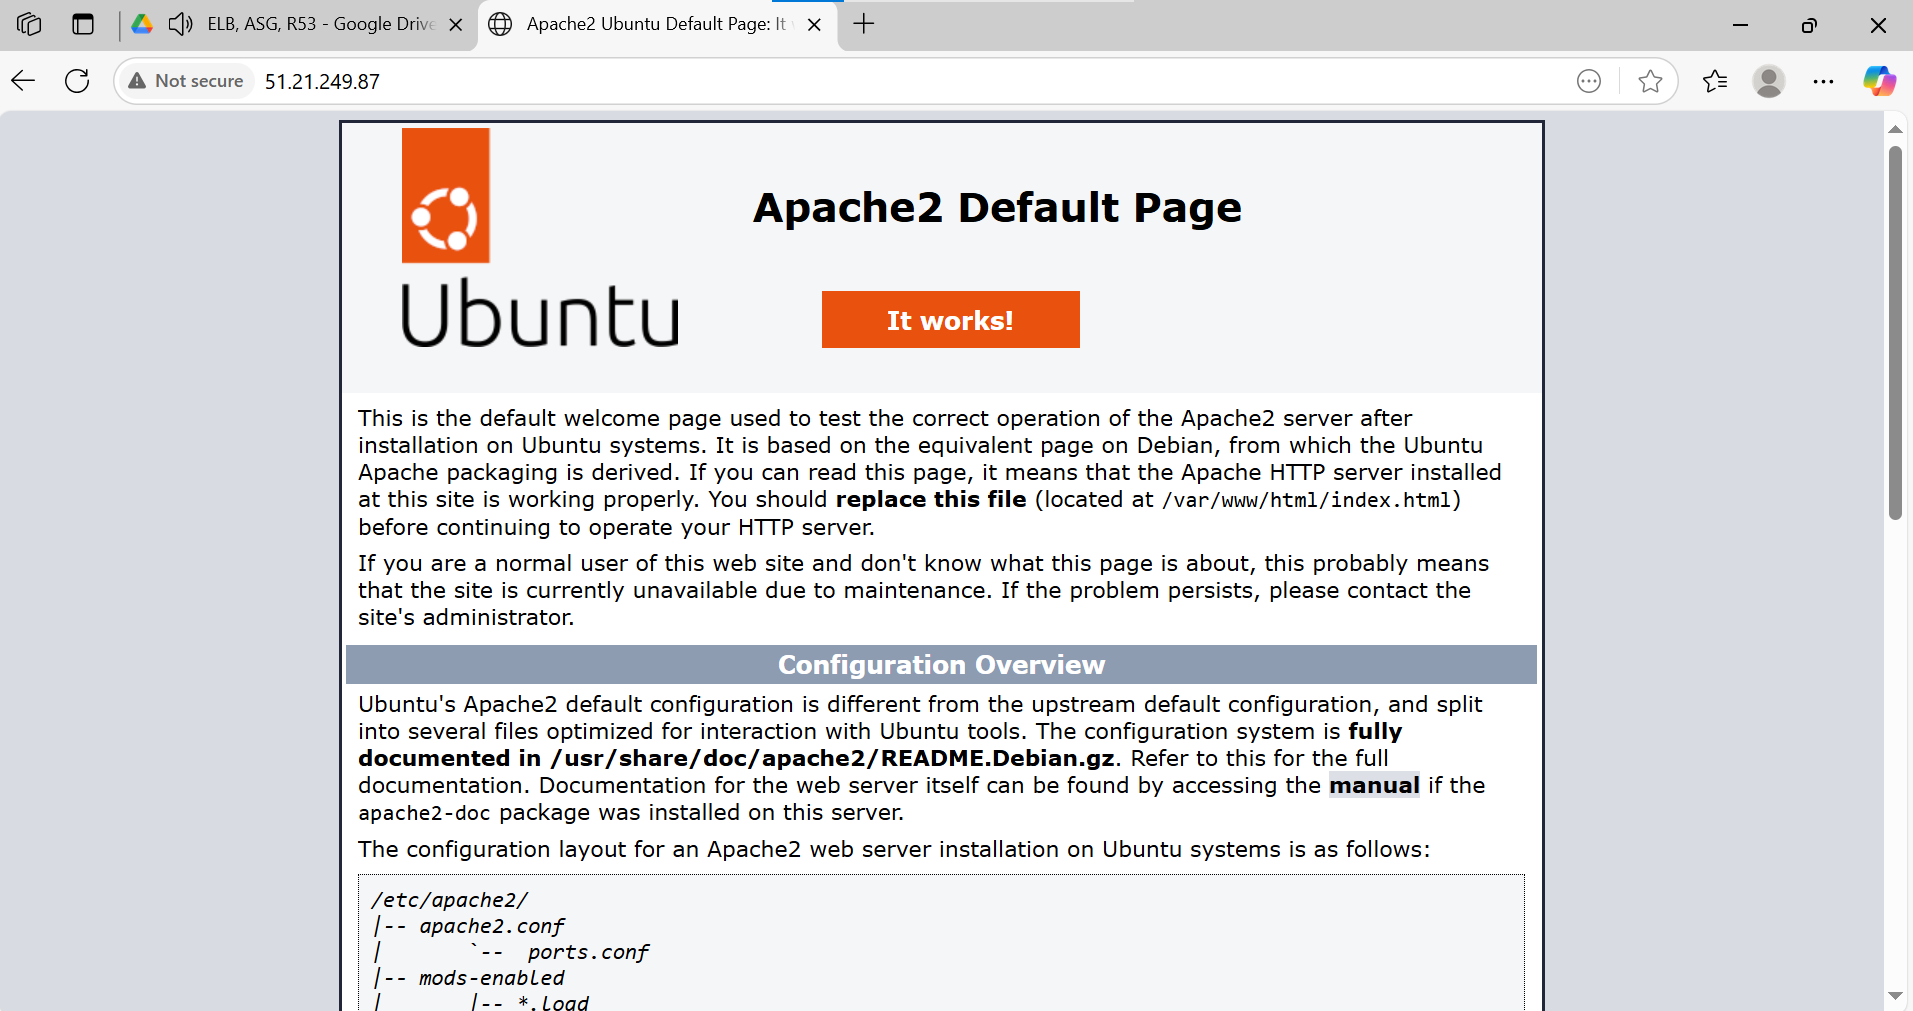 ELB, ASG, R53 - Google Drive
Apache2 Ubuntu Default Page: It
Not secure
51.21.249.87
Apache2 Default Page
Ubuntu
It works!
This is the default welcome page used to test the correct operation of the Apache2 server after
installation on Ubuntu systems. It is based on the equivalent page on Debian, from which the Ubuntu
Apache packaging is derived. If you can read this page, it means that the Apache HTTP server installed
at this site is working properly. You should replace this file (located at /var/www/html/index.html)
before continuing to operate your HTTP server.
If you are a normal user of this web site and don't know what this page is about, this probably means
that the site is currently unavailable due to maintenance. If the problem persists, please contact the
site's administrator.
Configuration Overview
Ubuntu's Apache2 default configuration is different from the upstream default configuration, and split
into several files optimized for interaction with Ubuntu tools. The configuration system is fully
documented in /usr/share/doc/apache2/README.Debian.gz. Refer to this for the full
documentation. Documentation for the web server itself can be found by accessing the manual if the
apache2-doc package was installed on this server.
The configuration layout for an Apache2 web server installation on Ubuntu systems is as follows:
/etc/apache2/
|-- apache2.conf
|       `--  ports.conf
|-- mods-enabled
|       |-- *.load